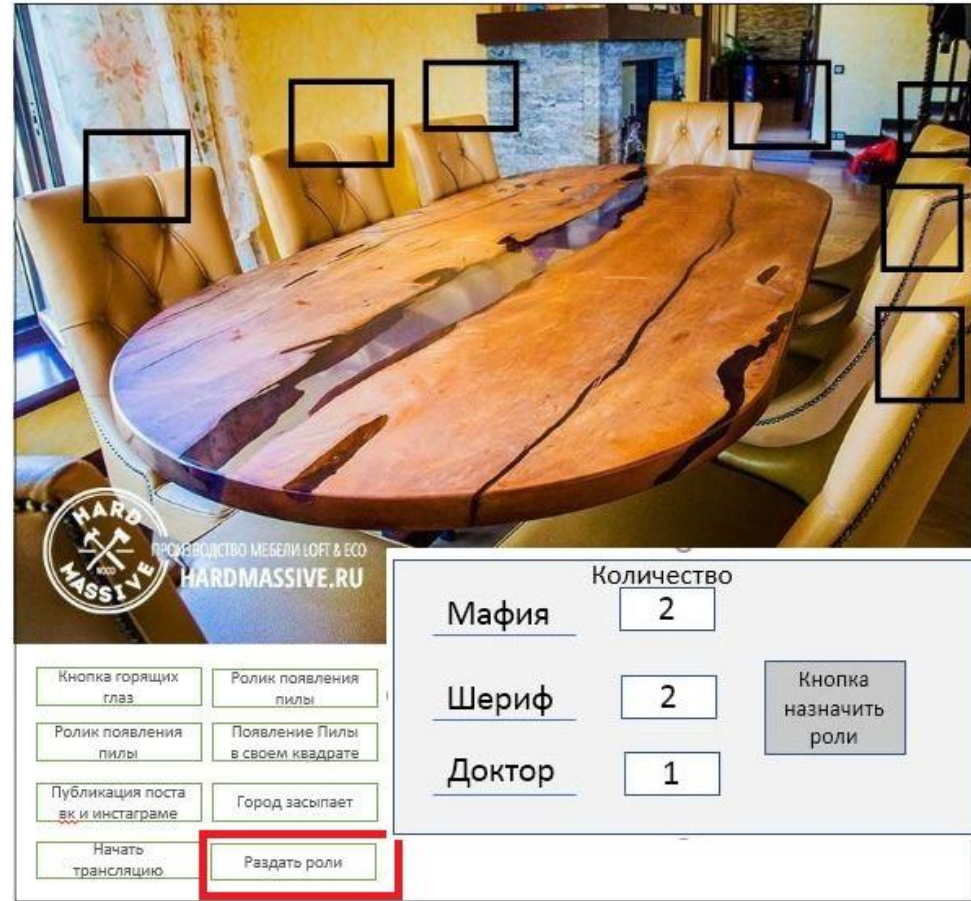 HARD
WOOD
MASSIVE
ПРОИЗВОДСТВО МЕБЕЛИ LOFT & ECO
HARDMASSIVE.RU
Количество
Мафия 2
Шериф 2
Доктор 1
Кнопка
назначить
роли
Кнопка горящих
глаз
Ролик появления
пилы
Ролик появления
пилы
Появление Пилы
в своем квадрате
Публикация поста
вк и инстаграме
Город засыпает
Начать
трансляцию
Раздать роли